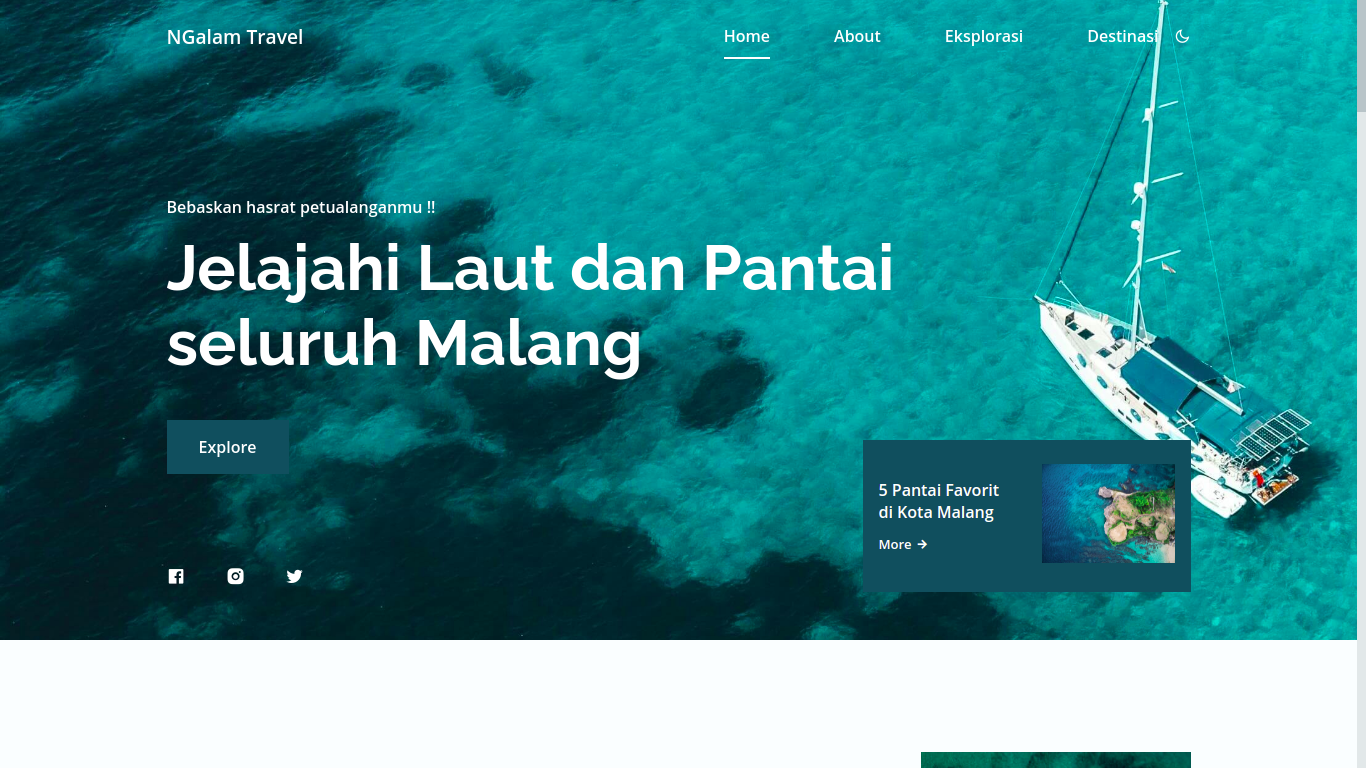 NGalam Travel
Home
About
Eksplorasi
Destinasi
Bebaskan hasrat petualanganmu !!
Jelajahi Laut dan Pantai
seluruh Malang
Explore
5 Pantai Favorit
di Kota Malang
More